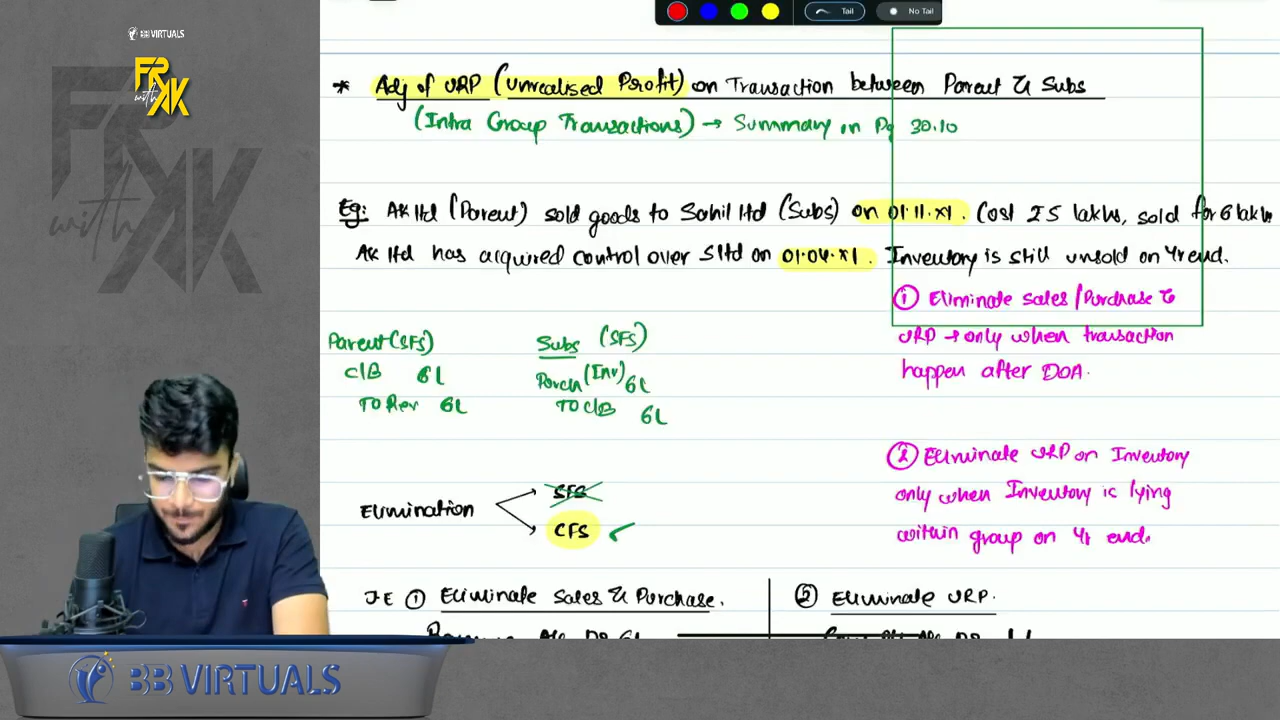 Tail
No Tail
BB VIRTUALS
FR
with AK
FR
with AK
* Adj of URP (Unrealised Profit) on Transaction between Parent & Subs
(Intra Group Transactions) → Summary in Pg 30.10
Eg: AK ltd (Parent) sold goods to Sahil ltd (Subs) on 01.11.x1. Cost ₹5 lakhs, sold for 6 lakhs
AK ltd has acquired control over S ltd on 01.04.x1. Inventory is still unsold on Yr end.
① Eliminate sales/Purchase &
URP → only when transaction
happen after DOA.
Parent (SFS)
C/B 6L
TO Rev 6L
Subs (SFS)
Purch (Inv) 6L
TO C/B 6L
② Eliminate URP on Inventory
only when Inventory is lying
within group on Yr end.
Elimination
SFS
CFS ✓
JE ① Eliminate Sales & Purchase.
② Eliminate URP.
BB VIRTUALS